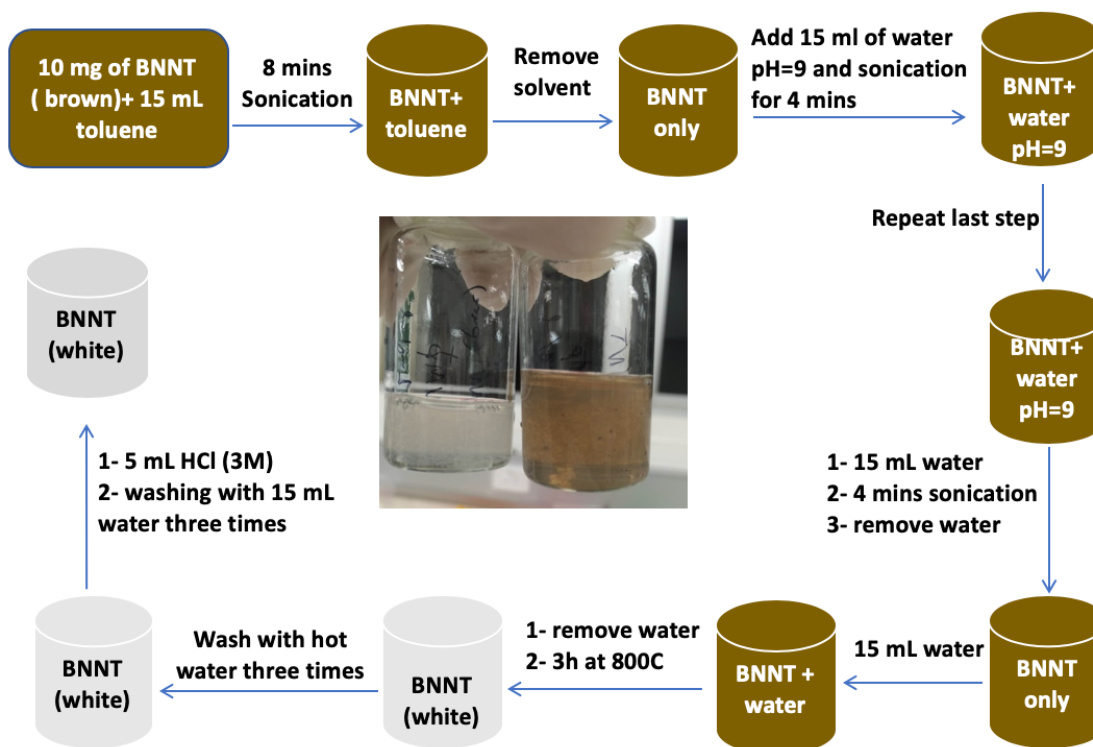 10 mg of BNNT
( brown)+ 15 mL
toluene
8 mins
Sonication
BNNT+
toluene
Remove
solvent
BNNT
only
Add 15 ml of water
pH=9 and sonication
for 4 mins
BNNT+
water
pH=9
Repeat last step
BNNT+
water
pH=9
1- 15 mL water
2- 4 mins sonication
3- remove water
BNNT
only
15 mL water
BNNT +
water
1- remove water
2- 3h at 800C
BNNT
(white)
Wash with hot
water three times
BNNT
(white)
1- 5 mL HCl (3M)
2- washing with 15 mL
water three times
BNNT
(white)